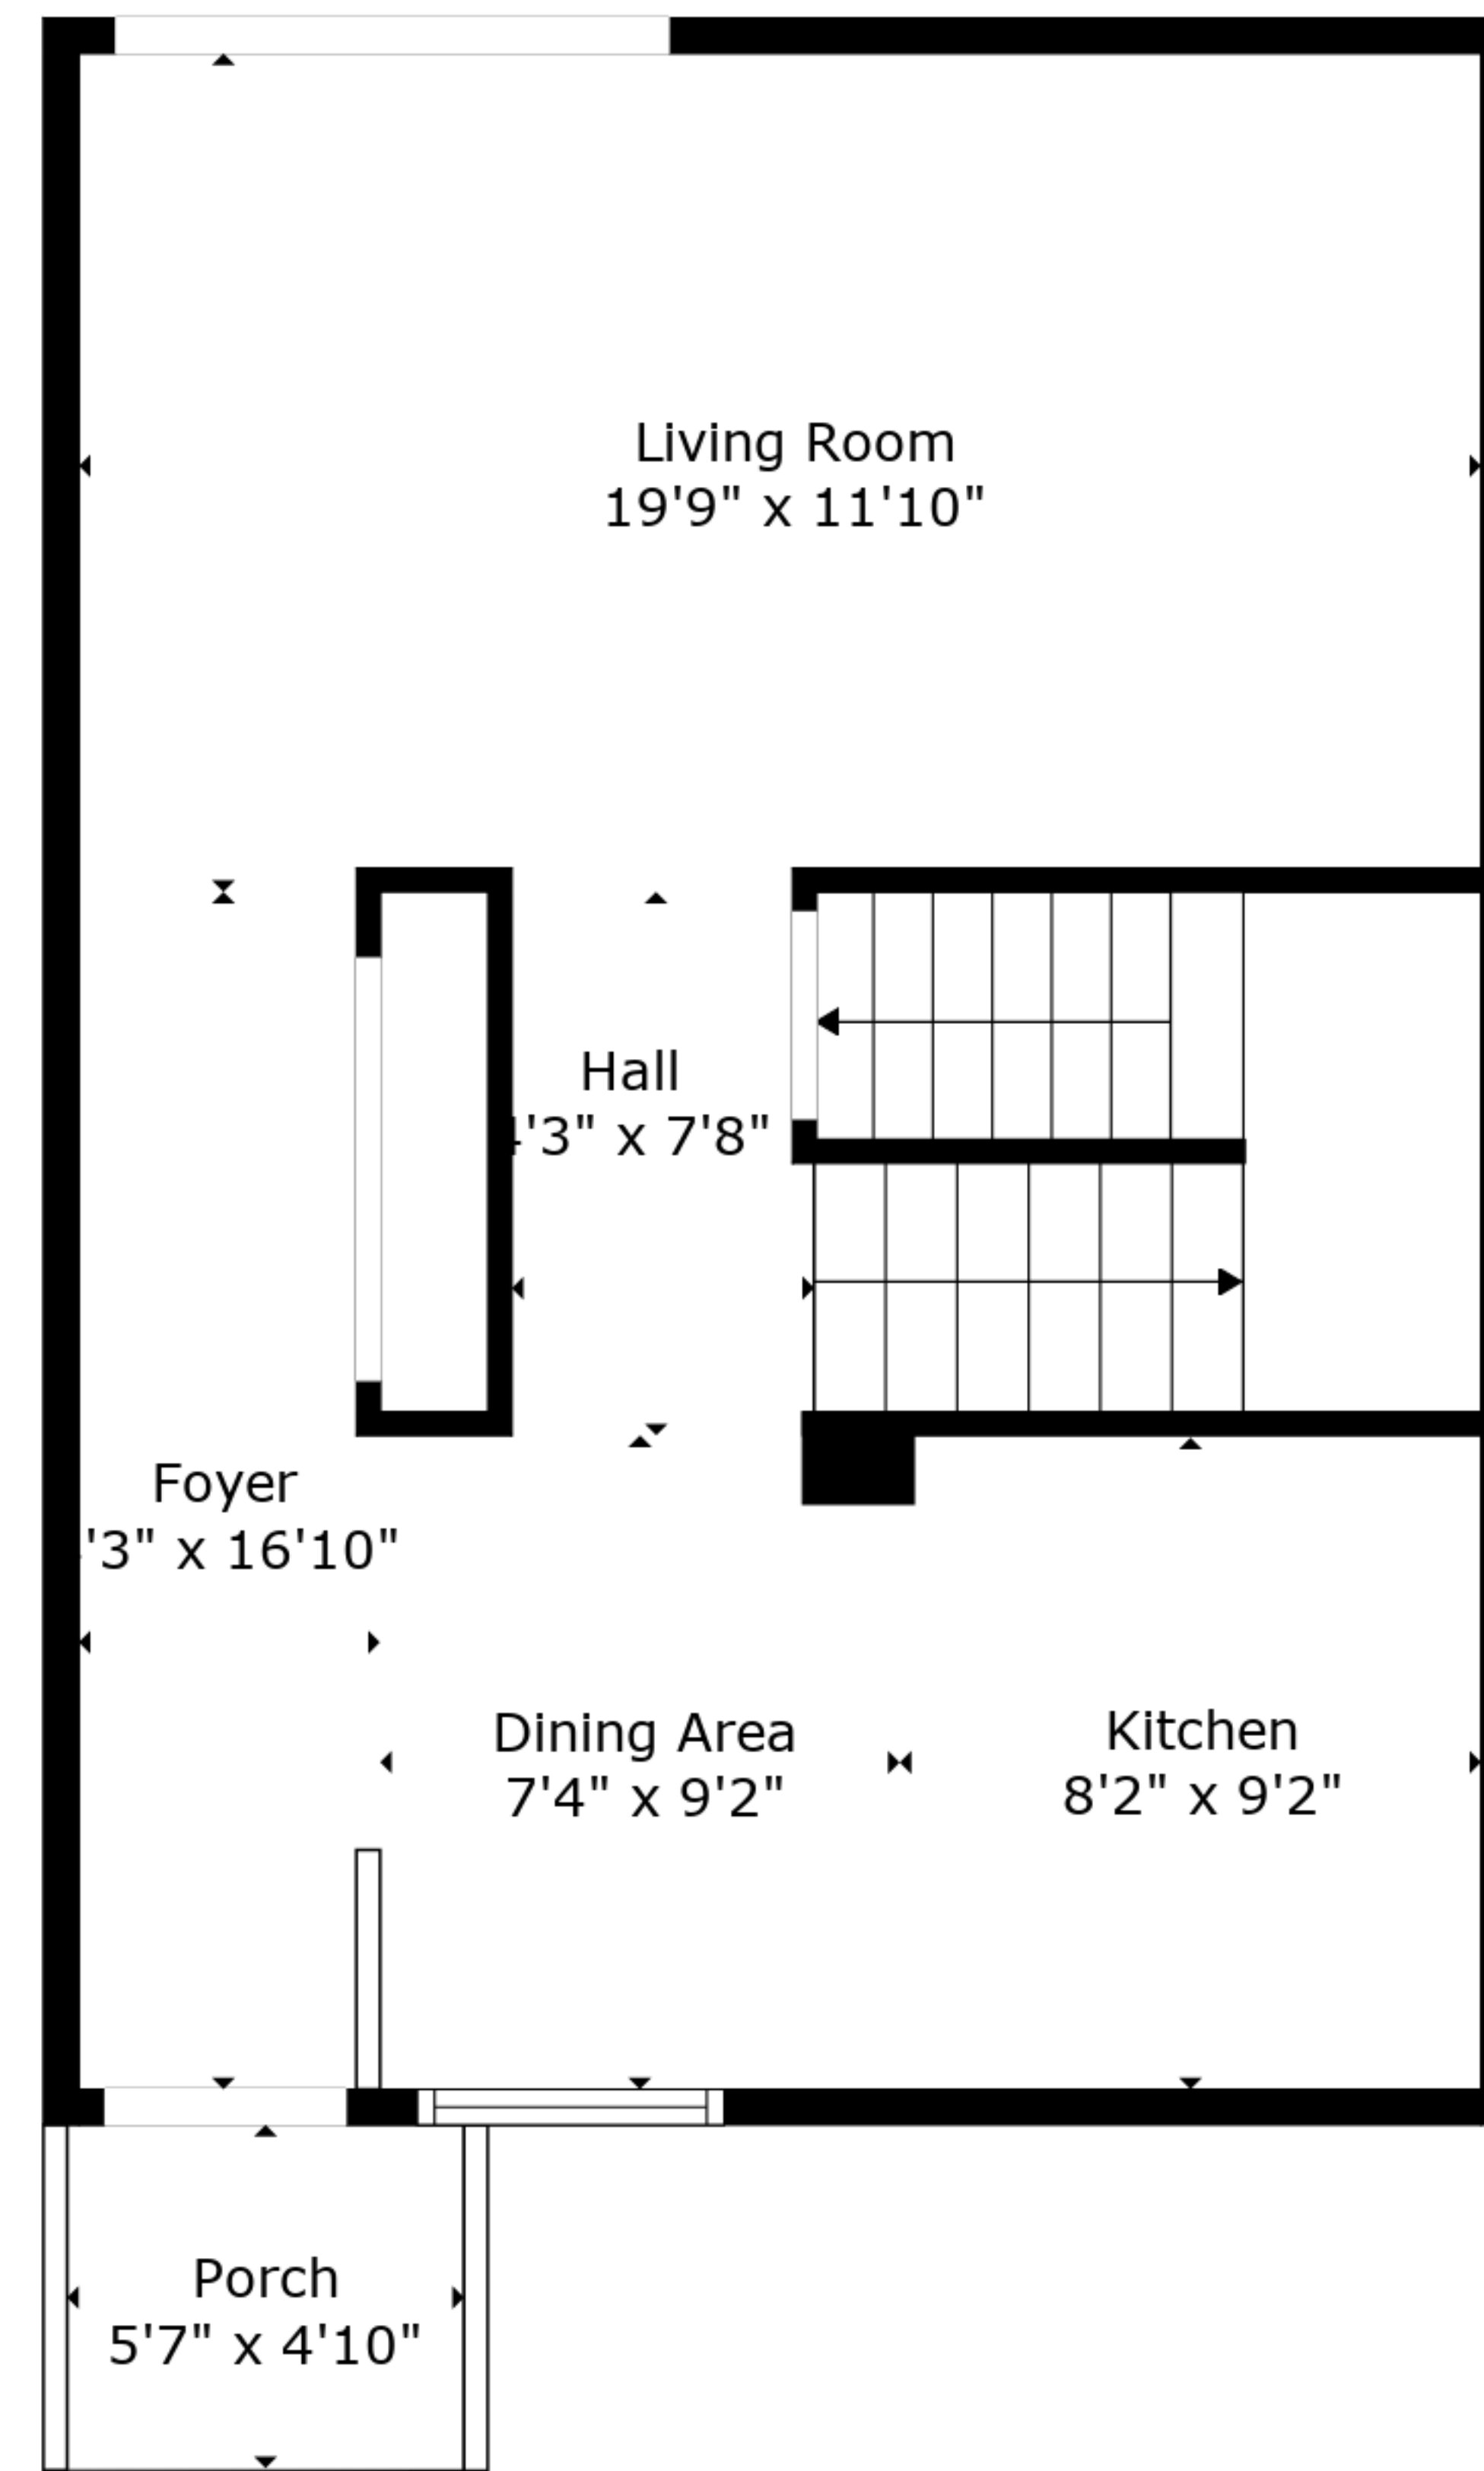 Living Room
19'9" x 11'10"
Hall
4'3" x 7'8"
Foyer
'3" x 16'10"
Dining Area
7'4" x 9'2"
Kitchen
8'2" x 9'2"
Porch
5'7" x 4'10"